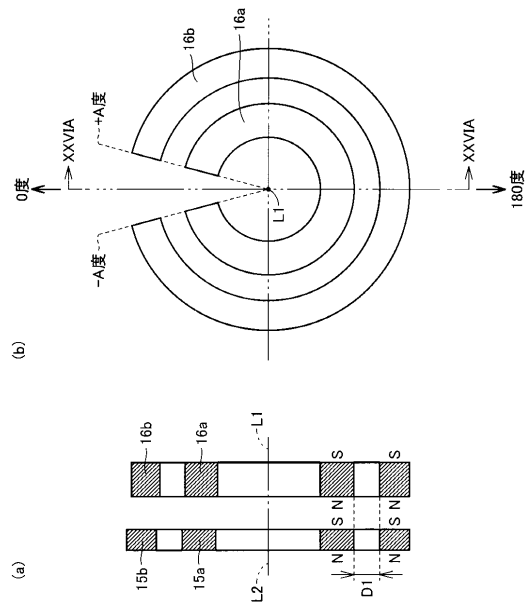 (b)
0度
-A度
+A度
XXVIA
16b
16a
L1
XXVIA
180度
(a)
15b
16b
15a
16a
L2
L1
N S N S
N S N S
D1